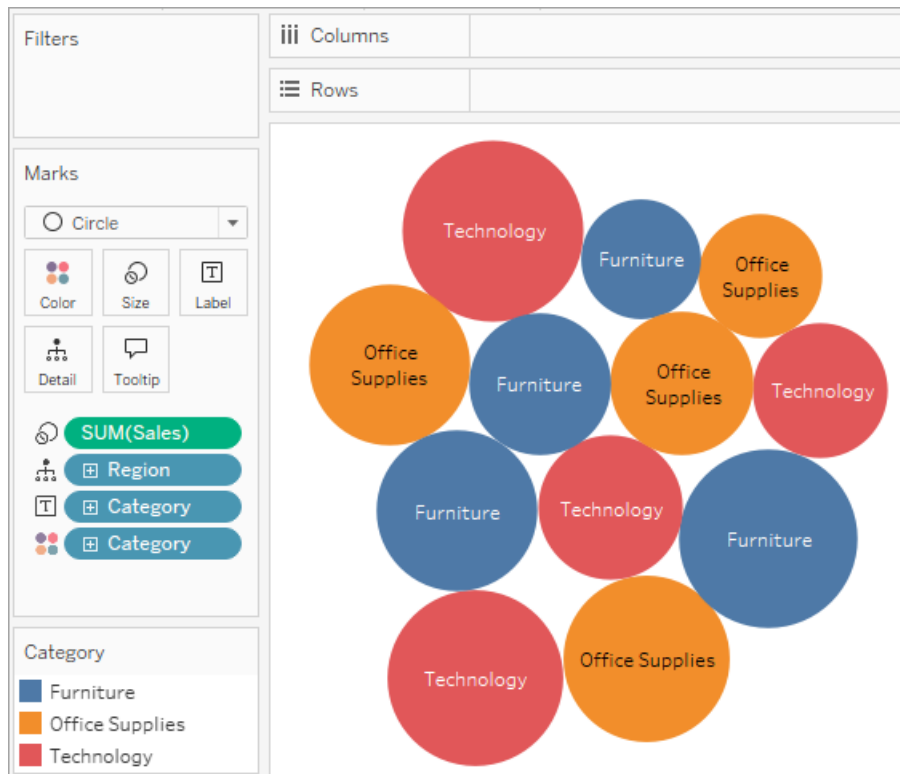 Filters
Columns
Rows
Marks
Circle
Color
Size
T
Label
Detail
Tooltip
SUM(Sales)
Region
T
Category
Category
Category
Furniture
Office Supplies
Technology
Technology
Furniture
Office
Supplies
Office
Supplies
Furniture
Office
Supplies
Technology
Furniture
Technology
Furniture
Technology
Office Supplies